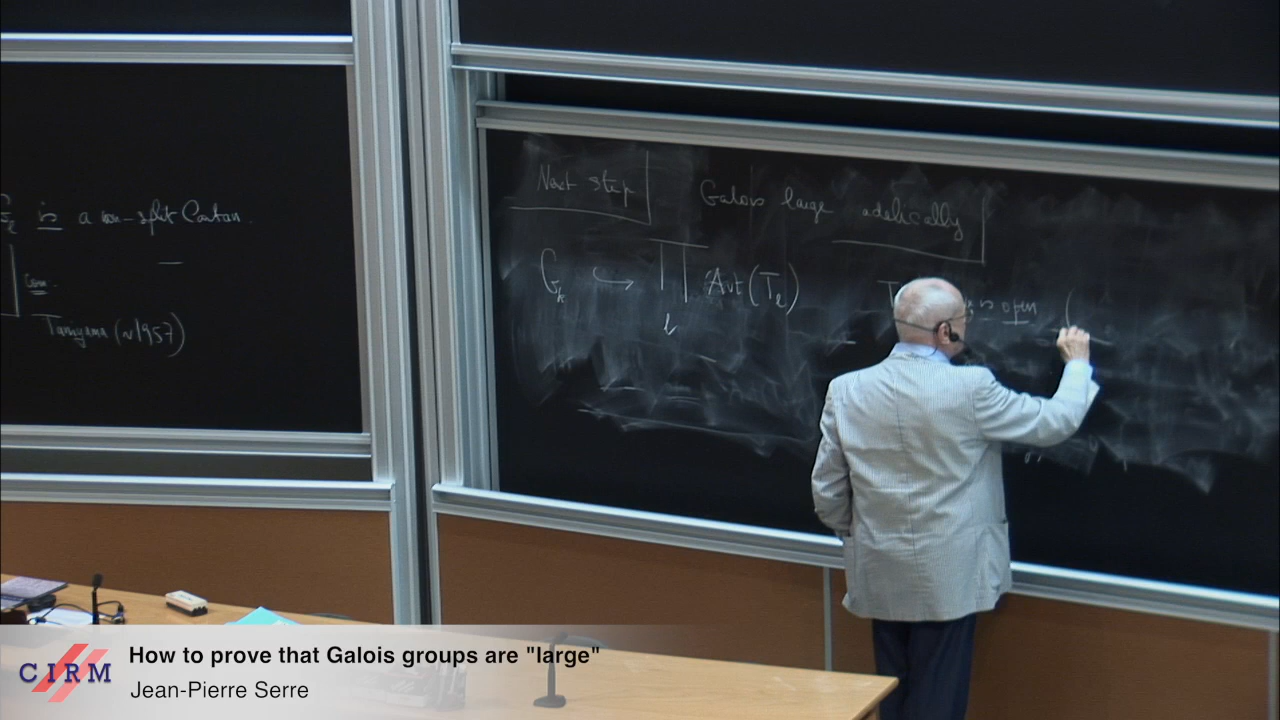 is a non-split Cartan.
Taniyama (~1957)
Next step
Galois large adelically
G_k ↪ ∏ Aut(T_ℓ)
ℓ
is open (
CIRM
How to prove that Galois groups are "large"
Jean-Pierre Serre